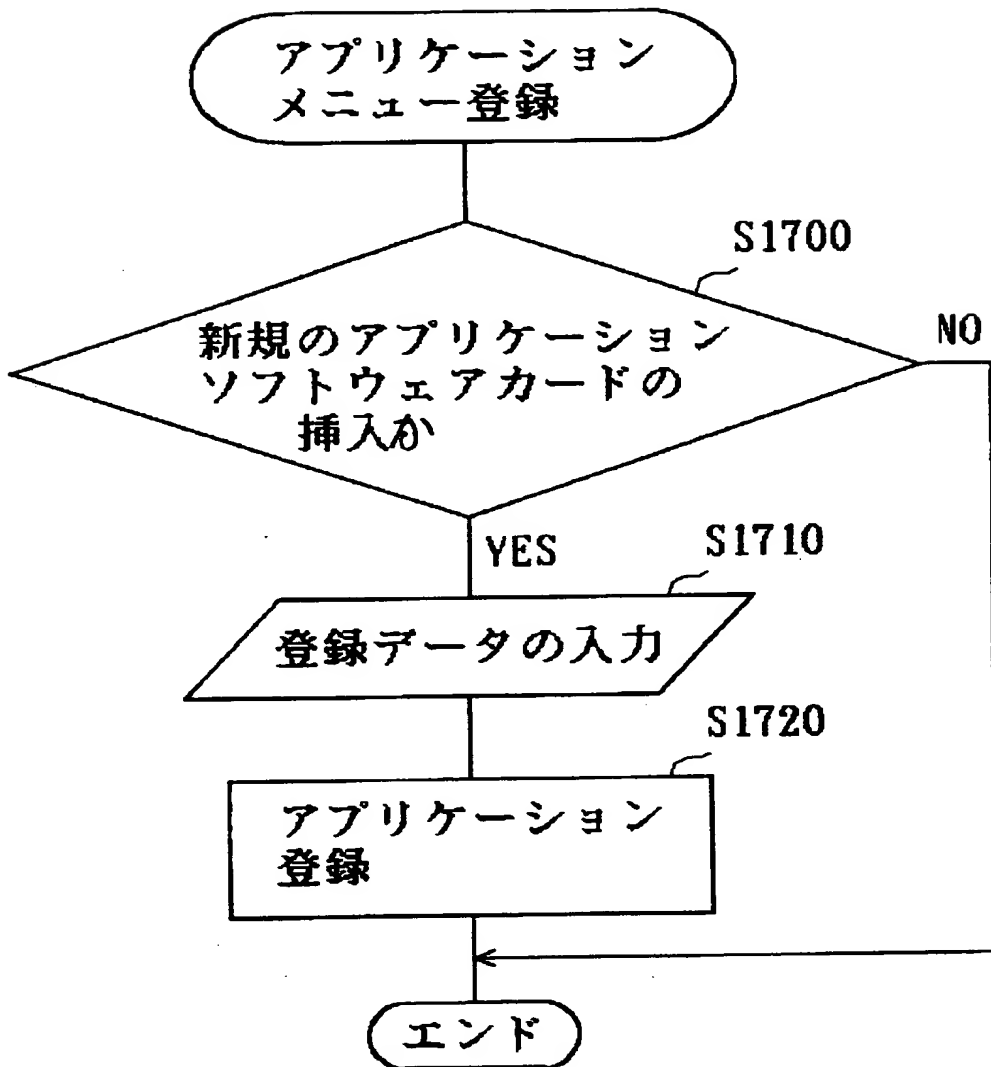 アプリケーション
メニュー登録
S1700
新規のアプリケーション
ソフトウェアカードの
挿入か
NO
YES
S1710
登録データの入力
S1720
アプリケーション
登録
エンド